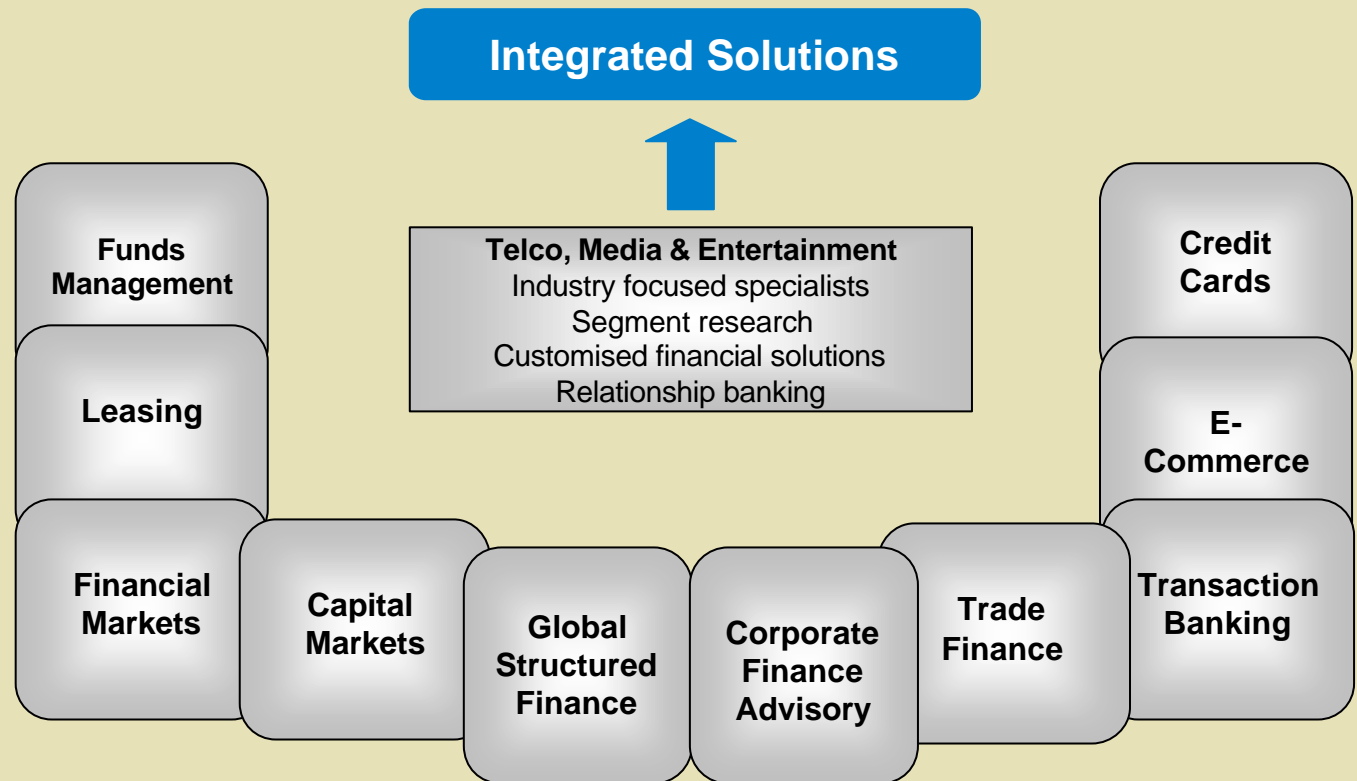 Integrated Solutions
Telco, Media & Entertainment
Industry focused specialists
Segment research
Customised financial solutions
Relationship banking
Funds
Management
Leasing
Financial
Markets
Capital
Markets
Global
Structured
Finance
Corporate
Finance
Advisory
Trade
Finance
Transaction
Banking
E-
Commerce
Credit
Cards